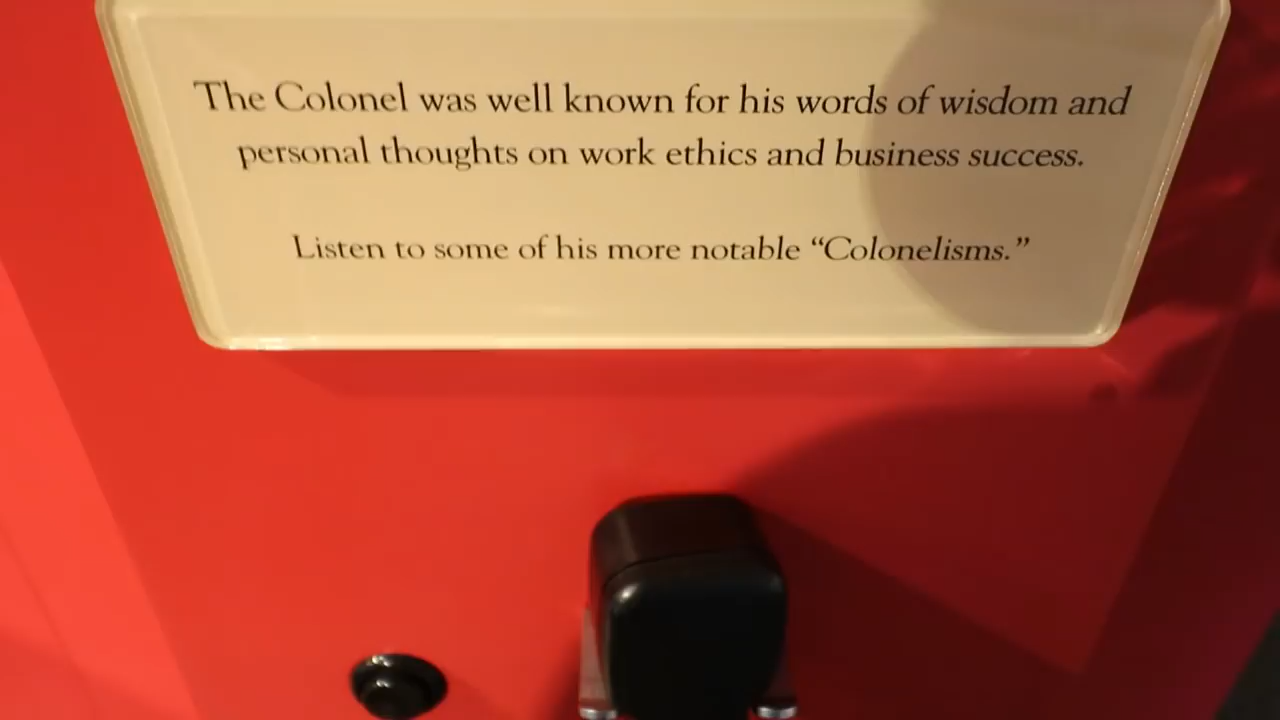 The Colonel was well known for his words of wisdom and
personal thoughts on work ethics and business success.
Listen to some of his more notable “Colonelisms.”